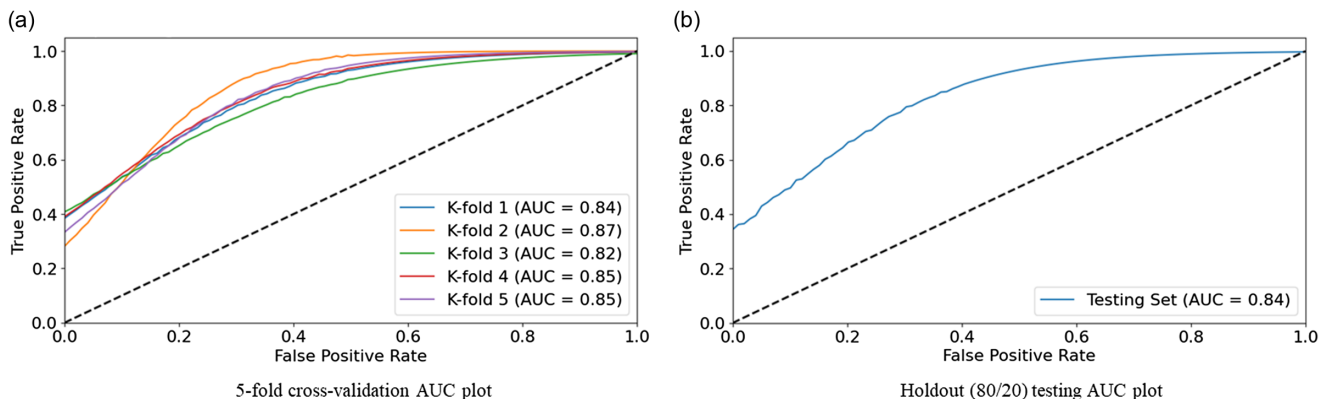 (a)
True Positive Rate
1.0
0.8
0.6
0.4
0.2
0.0
K-fold 1 (AUC = 0.84)
K-fold 2 (AUC = 0.87)
K-fold 3 (AUC = 0.82)
K-fold 4 (AUC = 0.85)
K-fold 5 (AUC = 0.85)
0.0 0.2 0.4 0.6 0.8 1.0
False Positive Rate
5-fold cross-validation AUC plot
(b)
True Positive Rate
1.0
0.8
0.6
0.4
0.2
0.0
Testing Set (AUC = 0.84)
0.0 0.2 0.4 0.6 0.8 1.0
False Positive Rate
Holdout (80/20) testing AUC plot